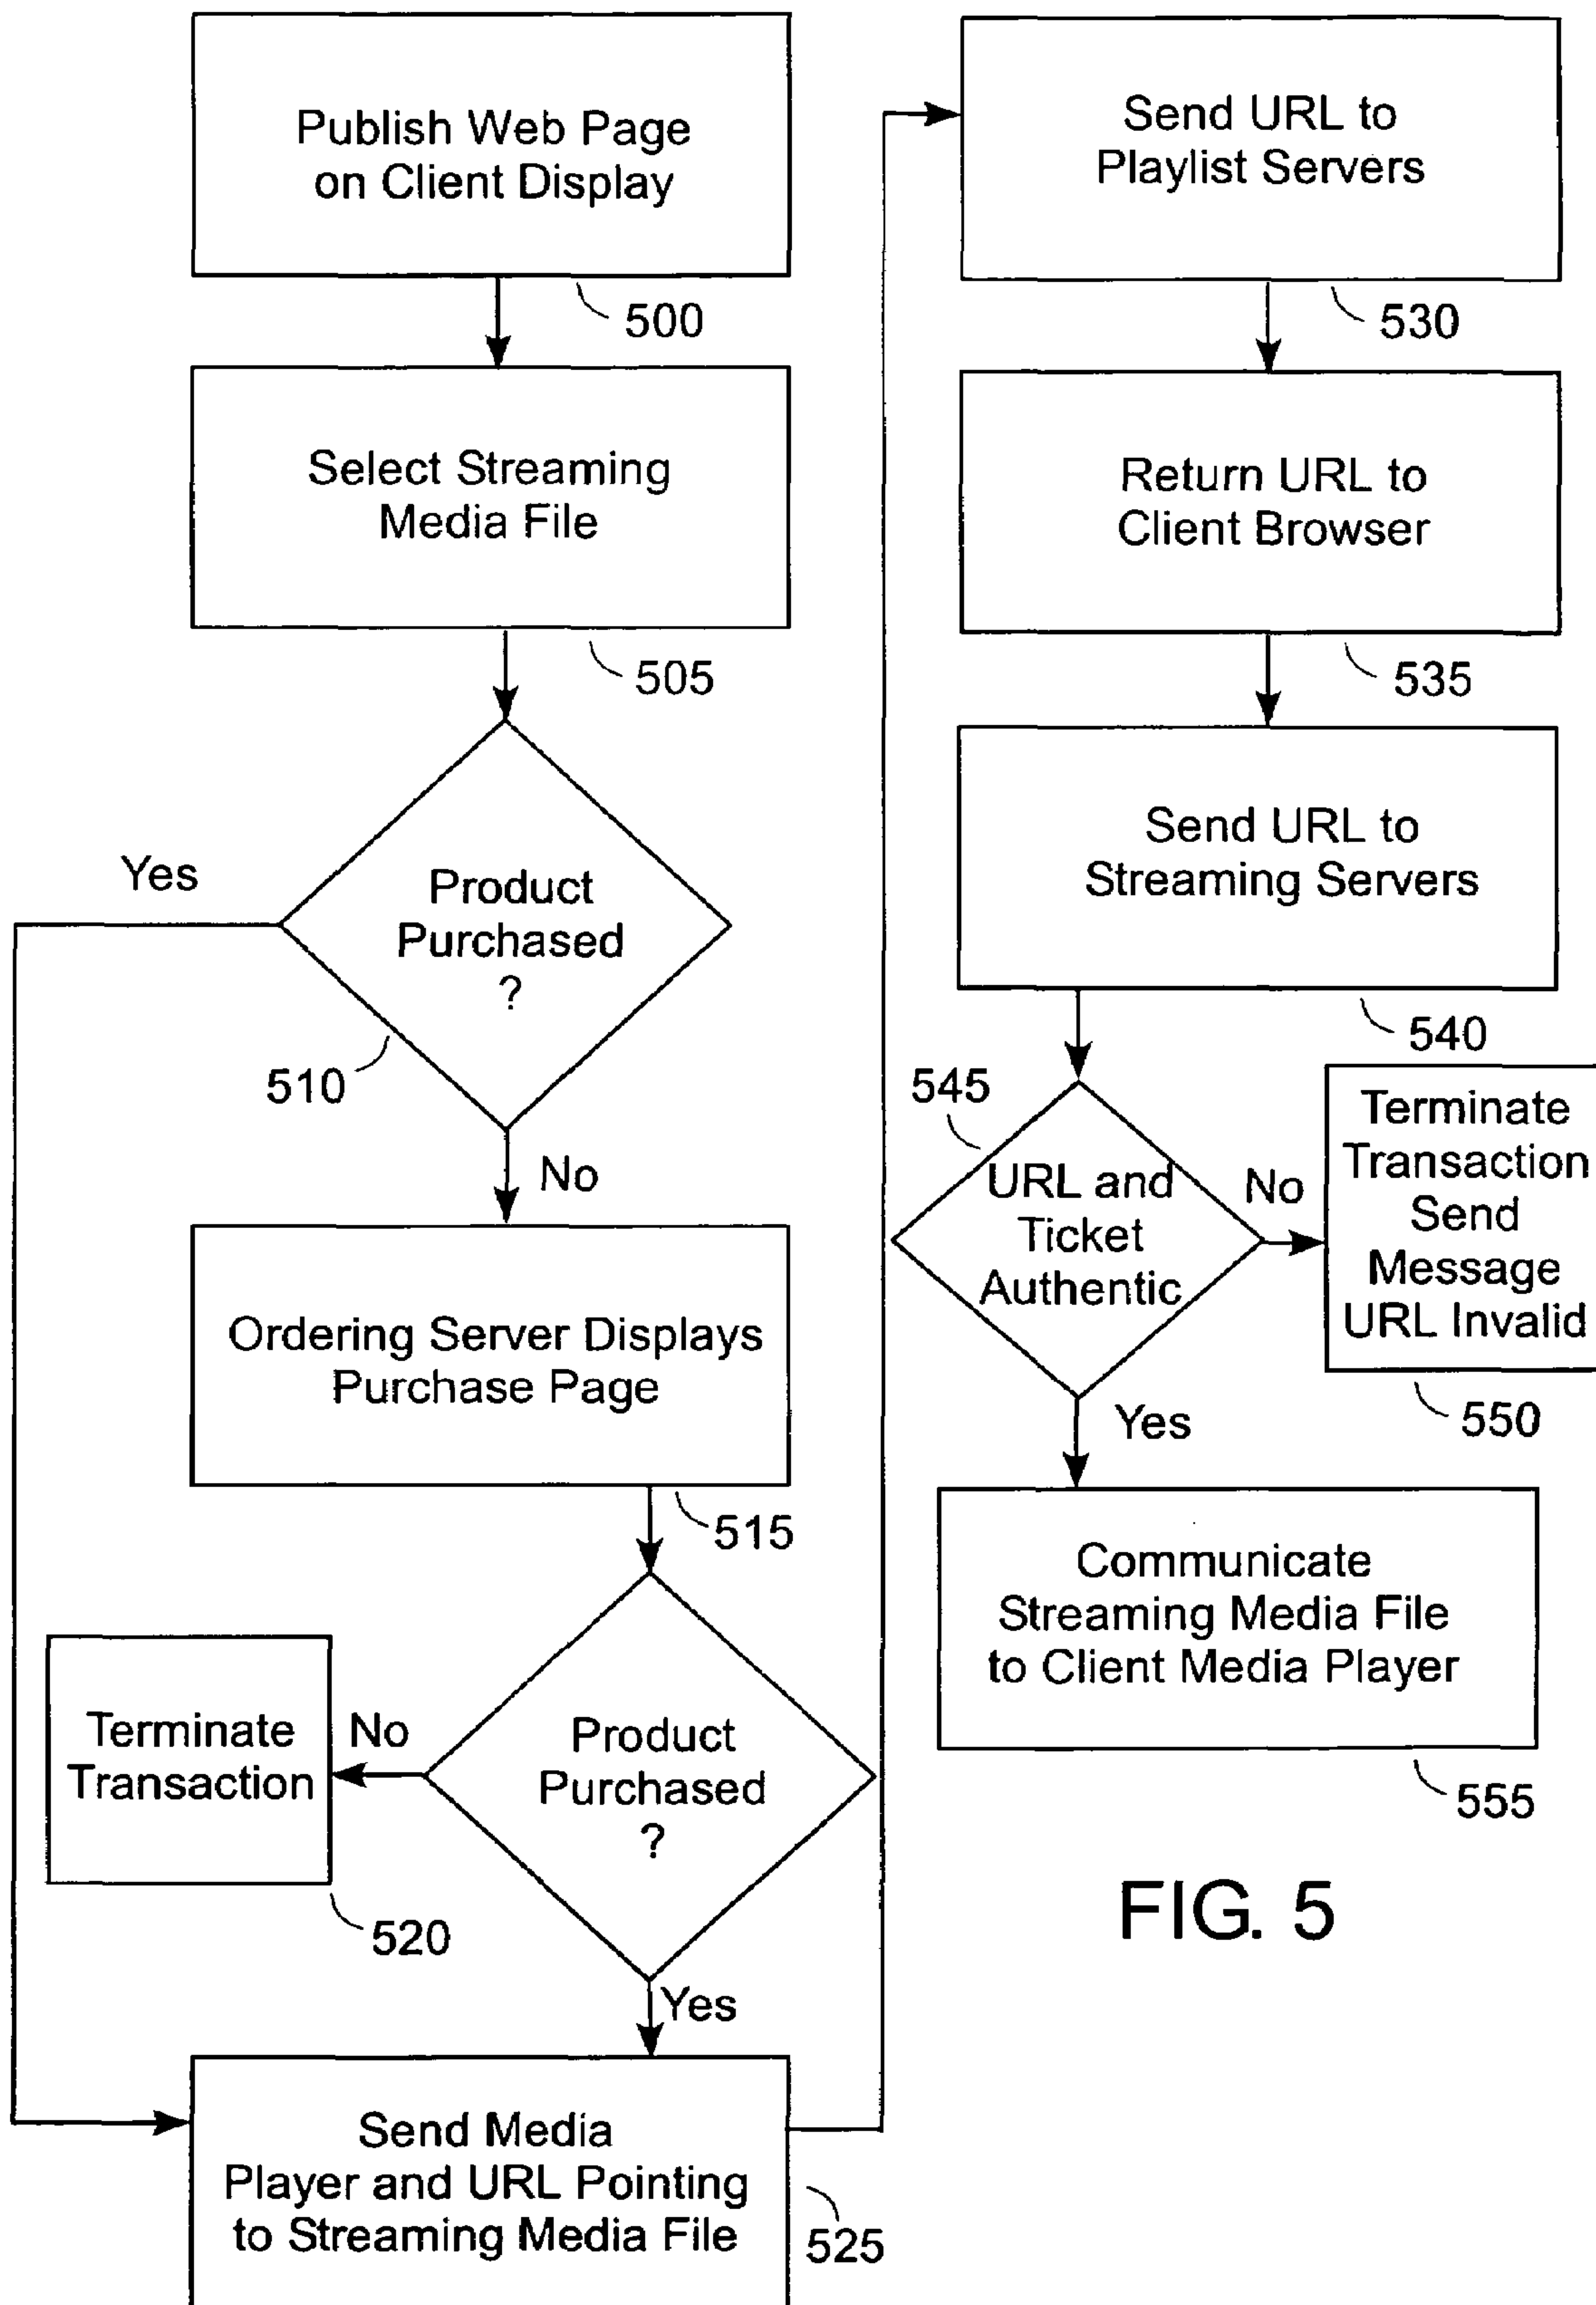 Publish Web Page
on Client Display
500
Select Streaming
Media File
505
Product
Purchased
?
Yes
510
No
Ordering Server Displays
Purchase Page
515
Product
Purchased
?
No
Terminate
Transaction
520
Yes
Send Media
Player and URL Pointing
to Streaming Media File
525
Send URL to
Playlist Servers
530
Return URL to
Client Browser
535
Send URL to
Streaming Servers
540
545
URL and
Ticket
Authentic
No
Terminate
Transaction
Send
Message
URL Invalid
550
Yes
Communicate
Streaming Media File
to Client Media Player
555
FIG. 5